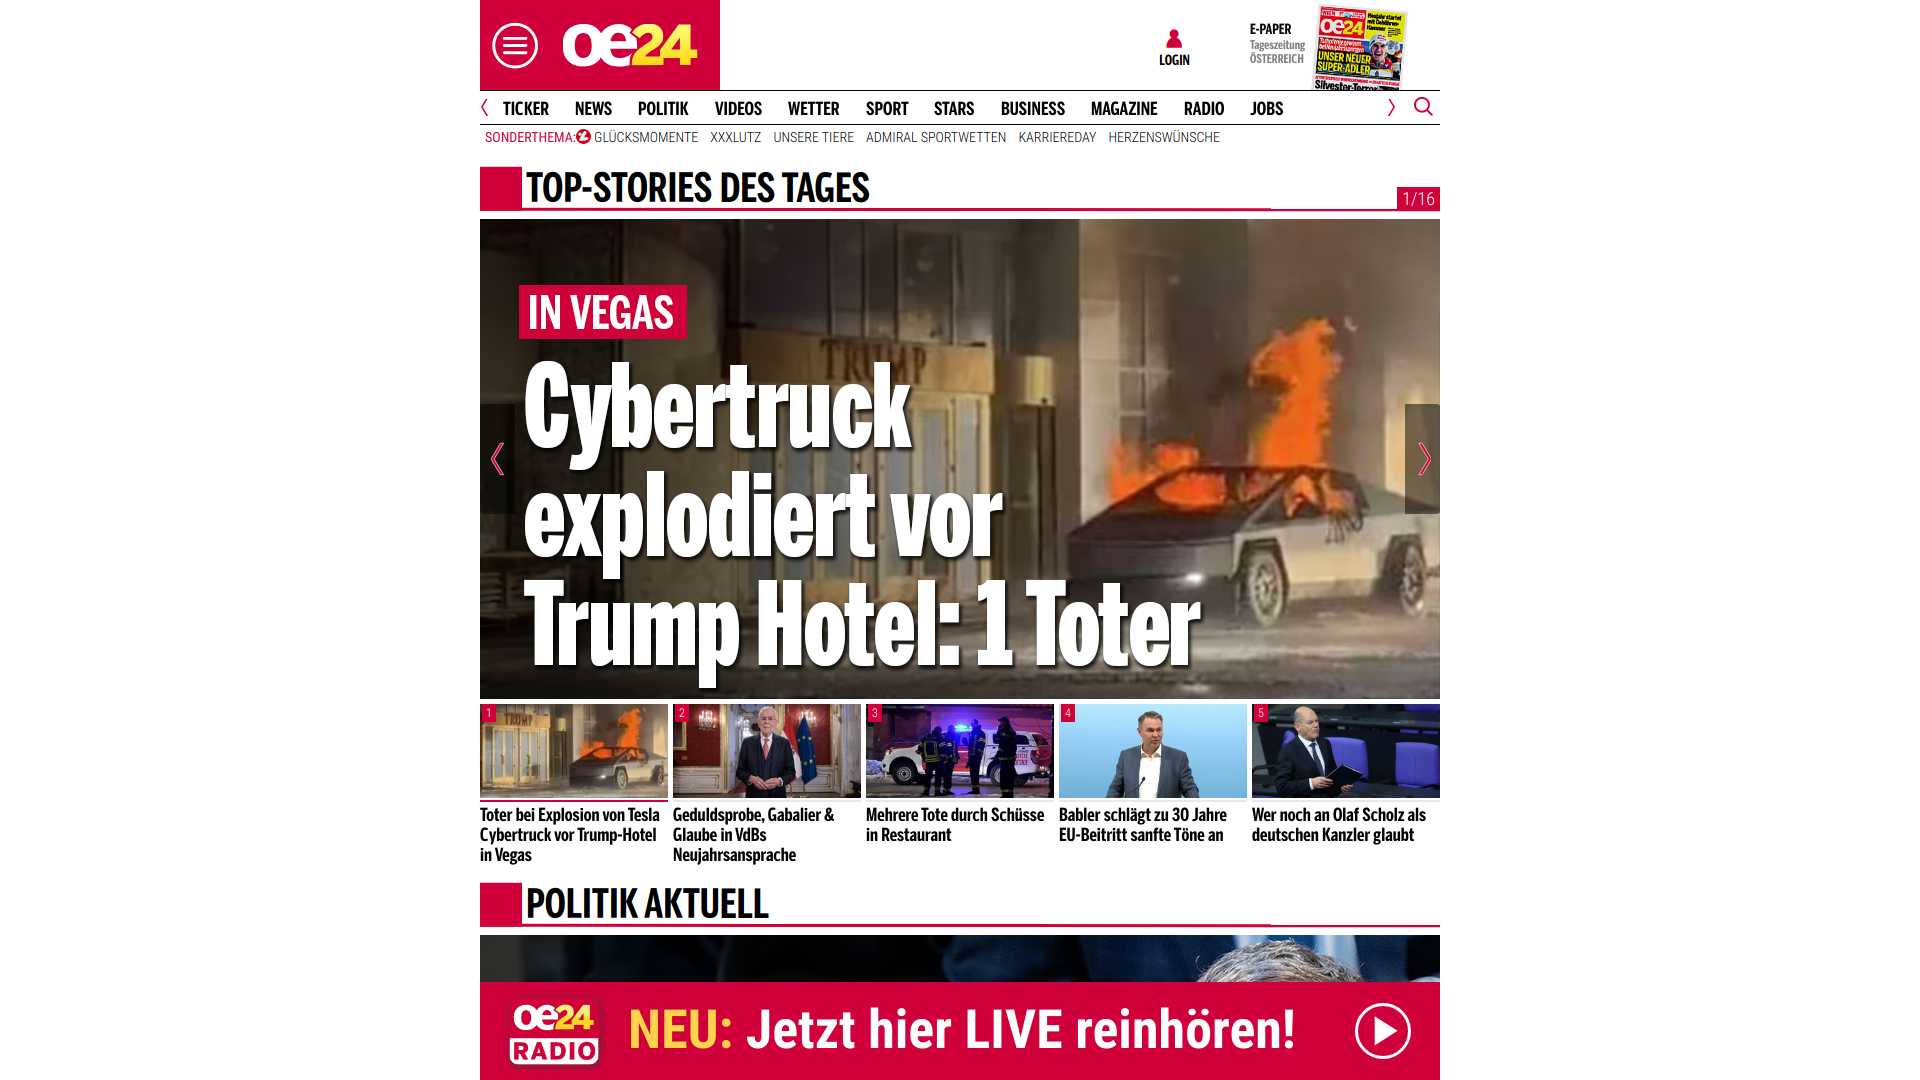 oe24
LOGIN
E-PAPER
Tageszeitung
ÖSTERREICH
oe24
UNSER NEUER
SUPER-ADLER
Silvester-Terror
TICKER NEWS POLITIK VIDEOS WETTER SPORT STARS BUSINESS MAGAZINE RADIO JOBS
SONDERTHEMA: GLÜCKSMOMENTE XXXLUTZ UNSERE TIERE ADMIRAL SPORTWETTEN KARRIEREDAY HERZENSWÜNSCHE
TOP-STORIES DES TAGES
1/16
TRUMP
IN VEGAS
Cybertruck
explodiert vor
Trump Hotel: 1 Toter
1
TRUMP
2
3
4
5
Toter bei Explosion von Tesla
Cybertruck vor Trump-Hotel
in Vegas
Geduldsprobe, Gabalier &
Glaube in VdBs
Neujahrsansprache
Mehrere Tote durch Schüsse
in Restaurant
Babler schlägt zu 30 Jahre
EU-Beitritt sanfte Töne an
Wer noch an Olaf Scholz als
deutschen Kanzler glaubt
POLITIK AKTUELL
oe24
RADIO
NEU: Jetzt hier LIVE reinhören!